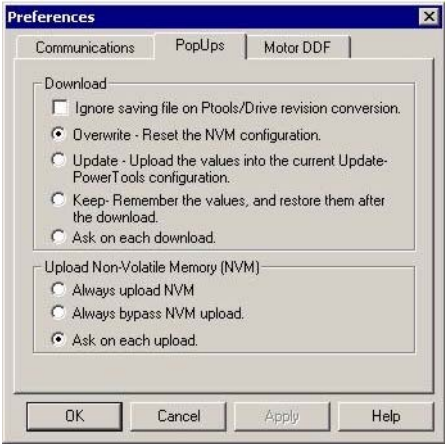 Preferences
Communications
PopUps
Motor DDF
Download
Ignore saving file on Ptools/Drive revision conversion.
Overwrite - Reset the NVM configuration.
Update - Upload the values into the current Update-
PowerTools configuration.
Keep- Remember the values, and restore them after
the download.
Ask on each download.
Upload Non-Volatile Memory (NVM)
Always upload NVM
Always bypass NVM upload.
Ask on each upload.
OK
Cancel
Apply
Help